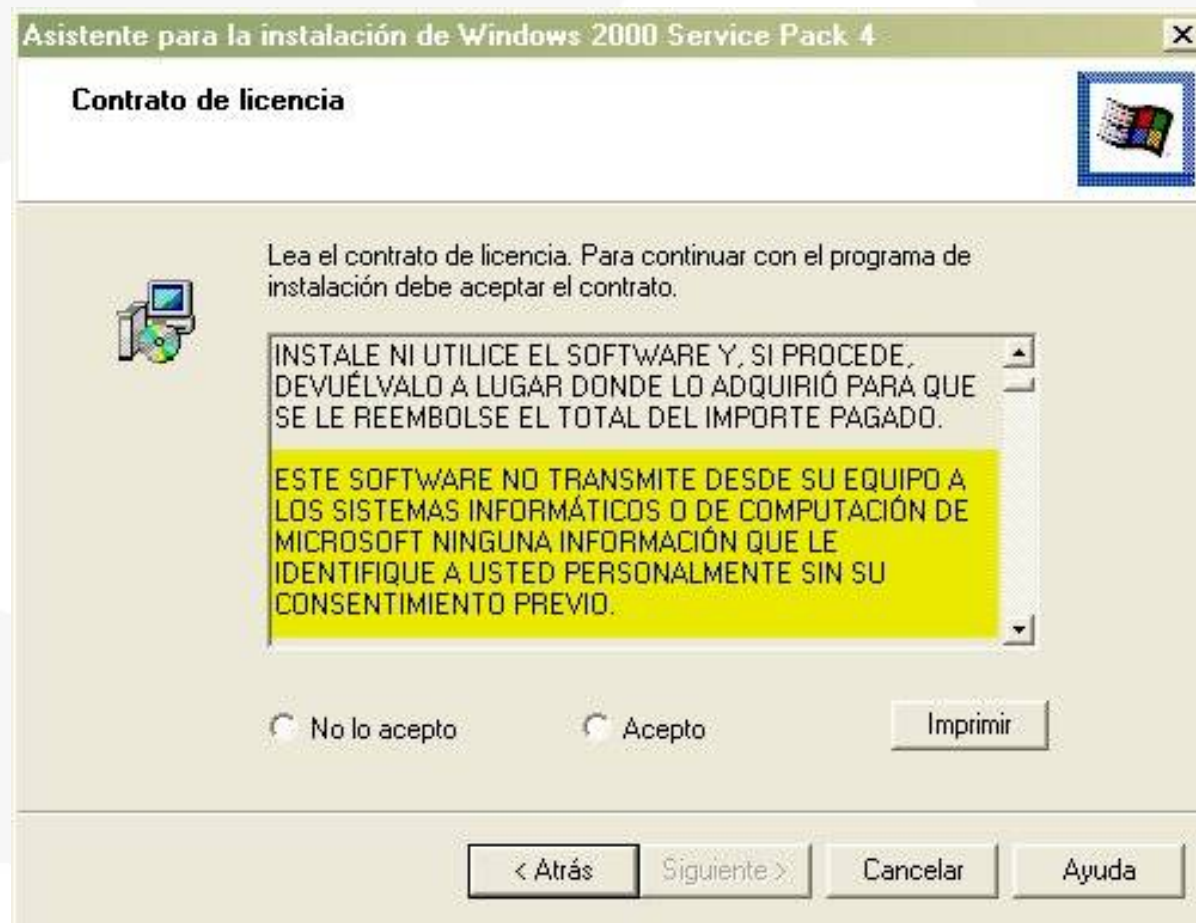 Asistente para la instalación de Windows 2000 Service Pack 4
Contrato de licencia
Lea el contrato de licencia. Para continuar con el programa de
instalación debe aceptar el contrato.
INSTALE NI UTILICE EL SOFTWARE Y, SI PROCEDE,
DEVUÉLVALO A LUGAR DONDE LO ADQUIRIÓ PARA QUE
SE LE REEMBOLSE EL TOTAL DEL IMPORTE PAGADO.
ESTE SOFTWARE NO TRANSMITE DESDE SU EQUIPO A
LOS SISTEMAS INFORMÁTICOS O DE COMPUTACIÓN DE
MICROSOFT NINGUNA INFORMACIÓN QUE LE
IDENTIFIQUE A USTED PERSONALMENTE SIN SU
CONSENTIMIENTO PREVIO.
No lo acepto
Acepto
Imprimir
< Atrás
Siguiente >
Cancelar
Ayuda